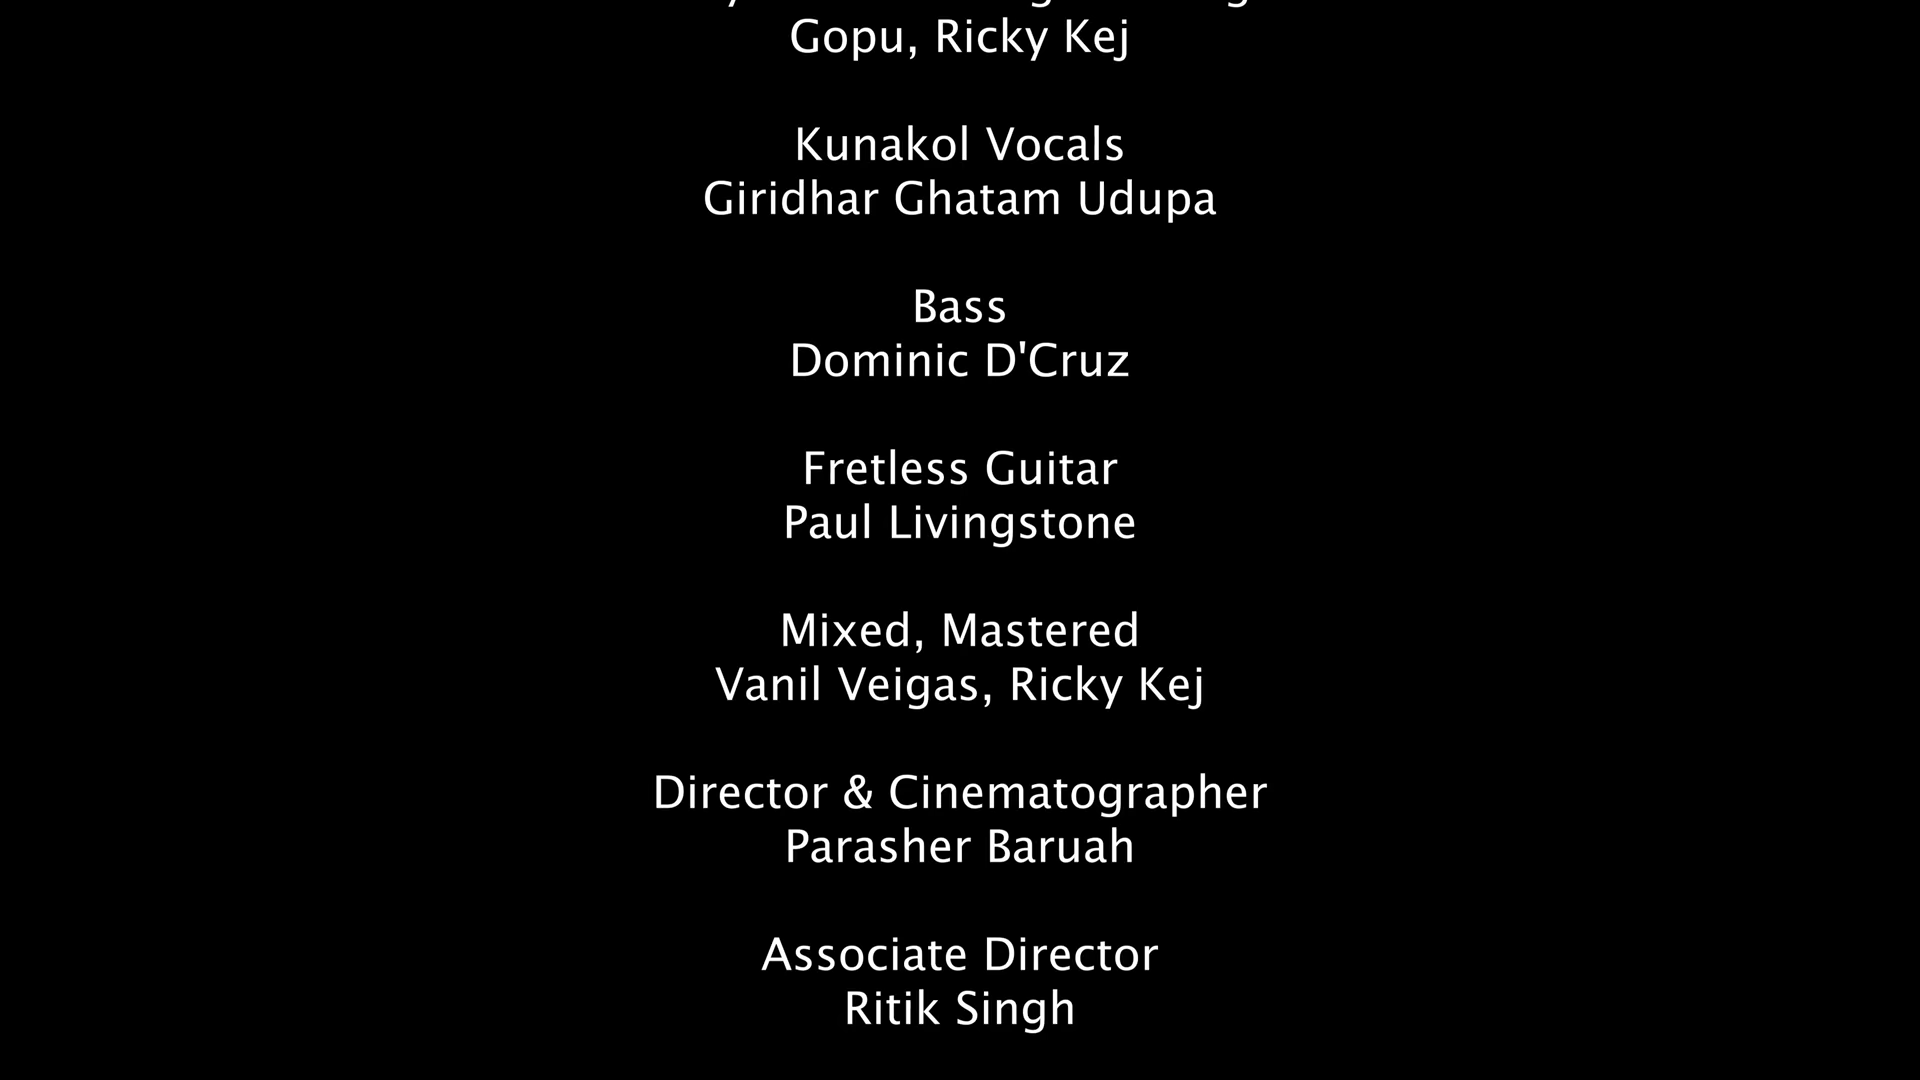 Gopu, Ricky Kej
Kunakol Vocals
Giridhar Ghatam Udupa
Bass
Dominic D'Cruz
Fretless Guitar
Paul Livingstone
Mixed, Mastered
Vanil Veigas, Ricky Kej
Director & Cinematographer
Parasher Baruah
Associate Director
Ritik Singh